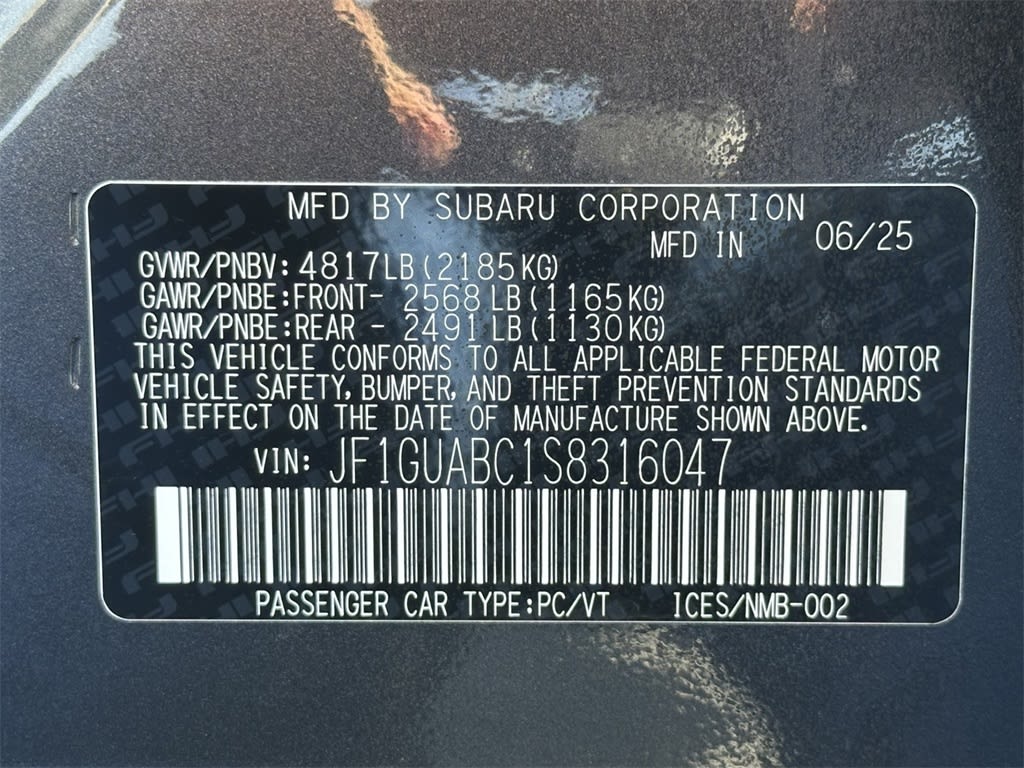 MFD BY SUBARU CORPORATION
MFD IN 06/25
GVWR/PNBV: 4817LB(2185KG)
GAWR/PNBE:FRONT- 2568LB(1165KG)
GAWR/PNBE:REAR - 2491LB(1130KG)
THIS VEHICLE CONFORMS TO ALL APPLICABLE FEDERAL MOTOR
VEHICLE SAFETY, BUMPER, AND THEFT PREVENTION STANDARDS
IN EFFECT ON THE DATE OF MANUFACTURE SHOWN ABOVE.
VIN: JF1GUABC1S8316047
PASSENGER CAR TYPE:PC/VT ICES/NMB-002